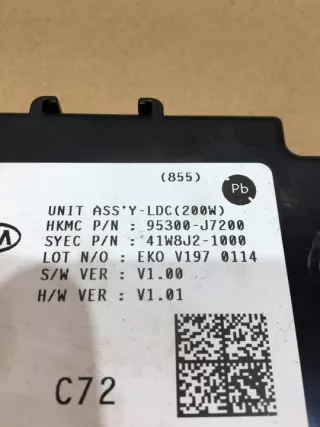 (855)
Pb
UNIT ASS'Y-LDC(200W)
HKMC P/N : 95300-J7200
SYEC P/N : 41W8J2-1000
LOT N/O : EKO V197 0114
S/W VER : V1.00
H/W VER : V1.01
C72